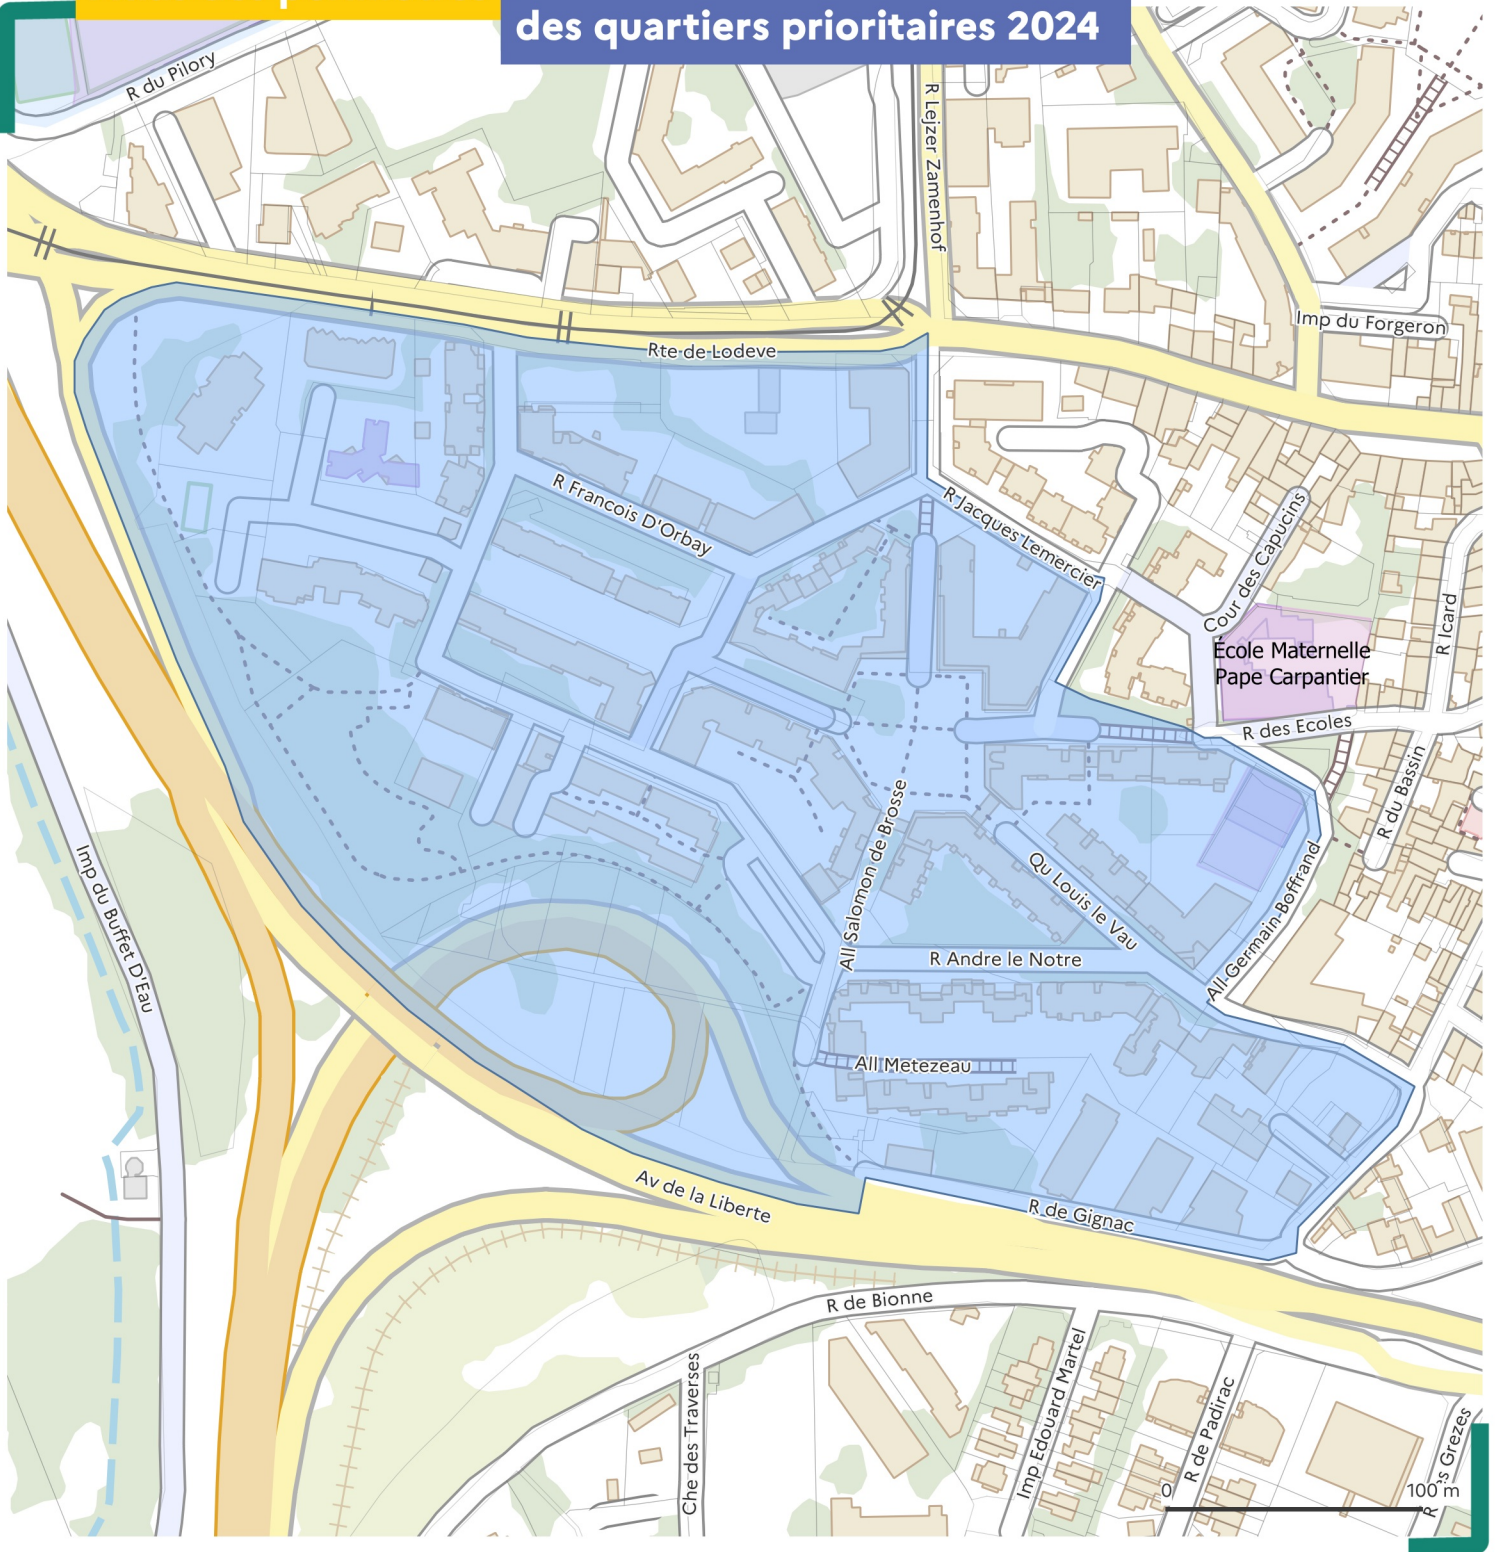 des quartiers prioritaires 2024
R du Pilory
R Lejzer Zamenhof
Imp du Forgeron
Rte de Lodeve
R Francois D'Orbay
R Jacques Lemercier
Cour des Capucins
R Icard
École Maternelle
Pape Carpantier
R des Ecoles
R du Bassin
All Salomon de Brosse
Qu Louis le Vau
All Germain Boffrand
R Andre le Notre
Imp du Buffet D'Eau
All Metezeau
Av de la Liberte
R de Gignac
R de Bionne
Che des Traverses
Imp Edouard Martel
R de Padirac
Grezes
0
100 m